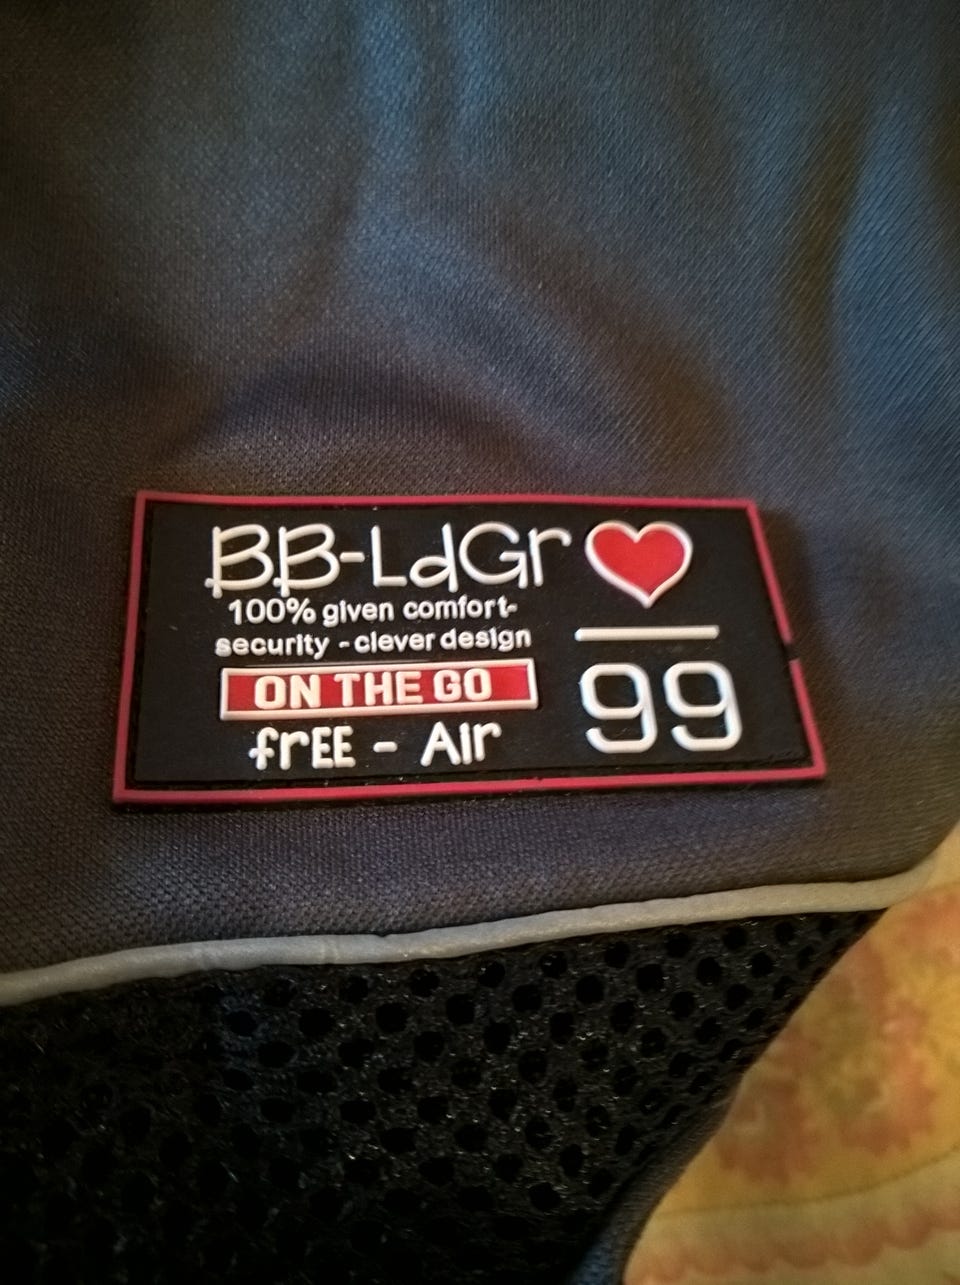 BB-LdGr
100% given comfort-
security - clever design
ON THE GO
frEE - Air
99